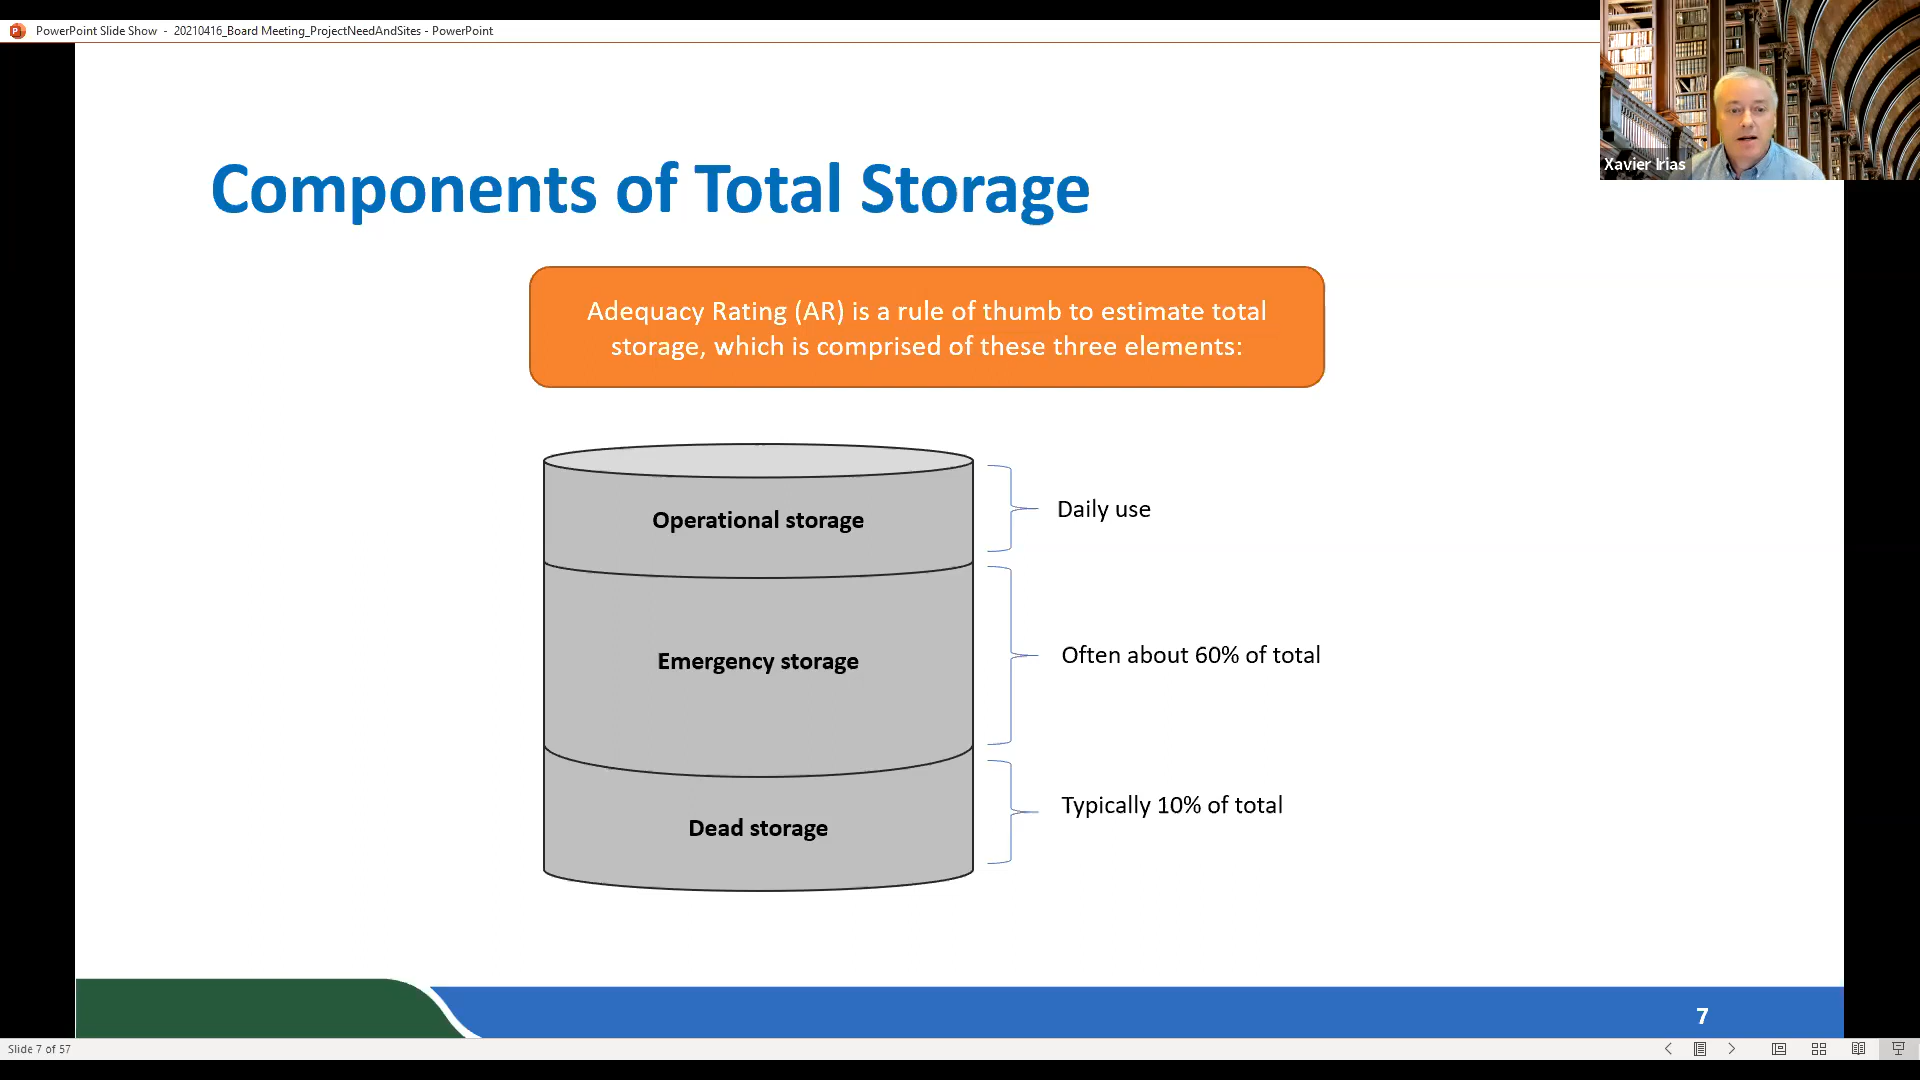 PowerPoint Slide Show - 20210416_Board Meeting_ProjectNeedAndSites - PowerPoint
Xavier Irias
Components of Total Storage
Adequacy Rating (AR) is a rule of thumb to estimate total
storage, which is comprised of these three elements:
Operational storage
Daily use
Emergency storage
Often about 60% of total
Dead storage
Typically 10% of total
7
Slide 7 of 57